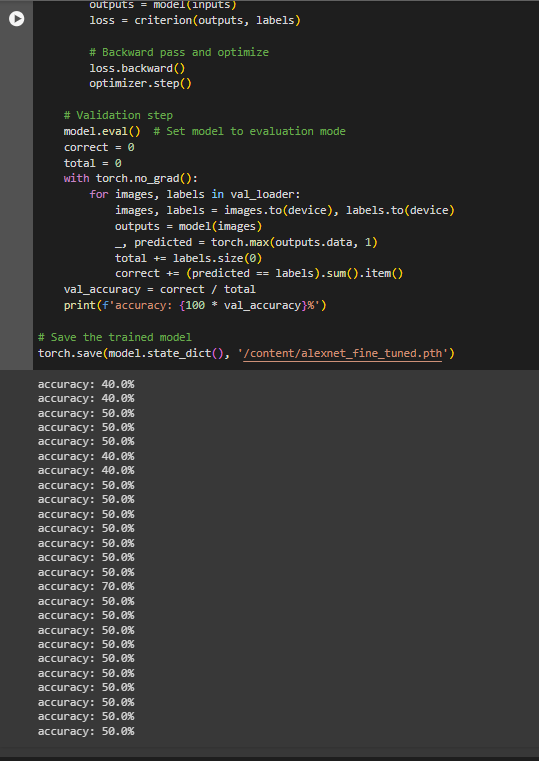 outputs = model(inputs)
loss = criterion(outputs, labels)
# Backward pass and optimize
loss.backward()
optimizer.step()
# Validation step
model.eval()  # Set model to evaluation mode
correct = 0
total = 0
with torch.no_grad():
for images, labels in val_loader:
images, labels = images.to(device), labels.to(device)
outputs = model(images)
_, predicted = torch.max(outputs.data, 1)
total += labels.size(0)
correct += (predicted == labels).sum().item()
val_accuracy = correct / total
print(f'accuracy: {100 * val_accuracy}%')
# Save the trained model
torch.save(model.state_dict(), '/content/alexnet_fine_tuned.pth')
accuracy: 40.0%
accuracy: 40.0%
accuracy: 50.0%
accuracy: 50.0%
accuracy: 50.0%
accuracy: 40.0%
accuracy: 40.0%
accuracy: 50.0%
accuracy: 50.0%
accuracy: 50.0%
accuracy: 50.0%
accuracy: 50.0%
accuracy: 50.0%
accuracy: 50.0%
accuracy: 70.0%
accuracy: 50.0%
accuracy: 50.0%
accuracy: 50.0%
accuracy: 50.0%
accuracy: 50.0%
accuracy: 50.0%
accuracy: 50.0%
accuracy: 50.0%
accuracy: 50.0%
accuracy: 50.0%